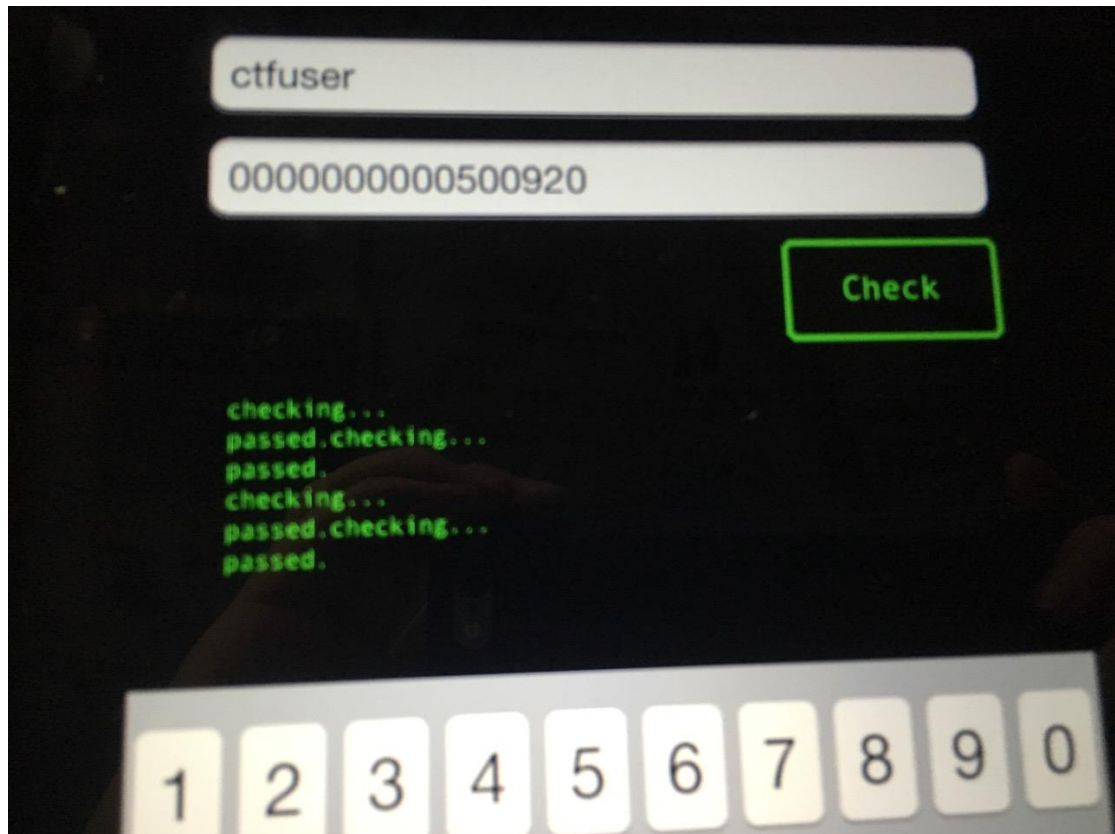 ctfuser
0000000000500920
Check
checking...
passed.checking...
passed.
checking...
passed.checking...
passed.
1 2 3 4 5 6 7 8 9 0